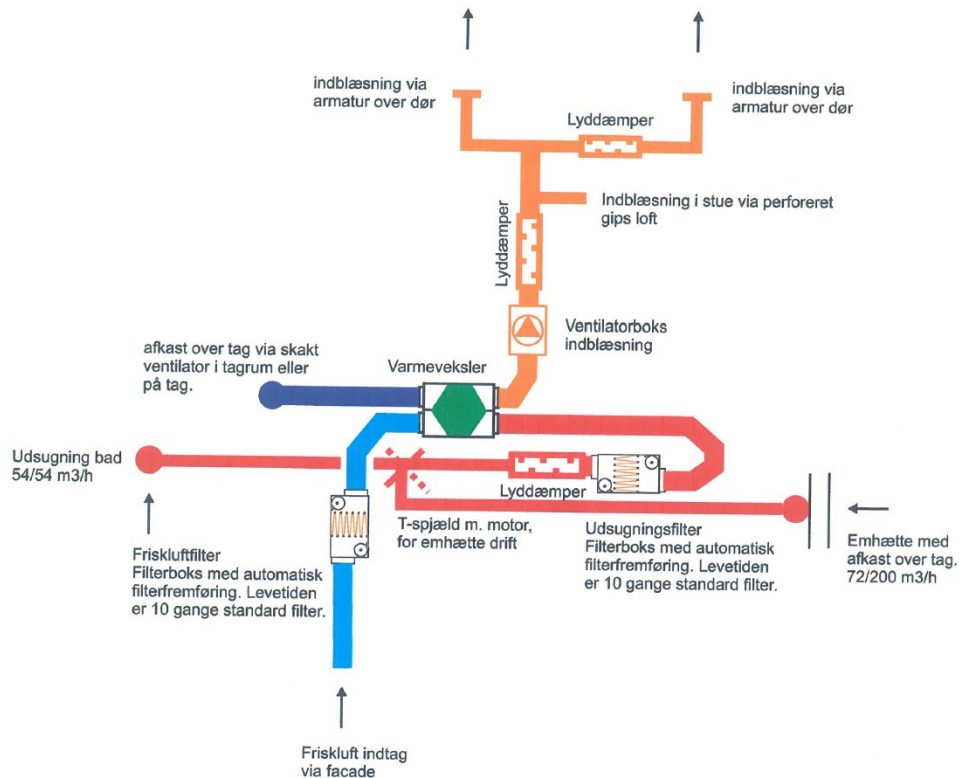 indblæsning via
armatur over dør
Lyddæmper
indblæsning via
armatur over dør
Indblæsning i stue via perforeret
gips loft
Lyddæmper
Ventilatorboks
indblæsning
afkast over tag via skakt
ventilator i tagrum eller
på tag.
Varmeveksler
Udsugning bad
54/54 m3/h
Lyddæmper
T-spjæld m. motor,
for emhætte drift
Udsugningsfilter
Filterboks med automatisk
filterfremføring. Levetiden
er 10 gange standard filter.
Emhætte med
afkast over tag.
72/200 m3/h
Friskluftfilter
Filterboks med automatisk
filterfremføring. Levetiden
er 10 gange standard filter.
Friskluft indtag
via facade